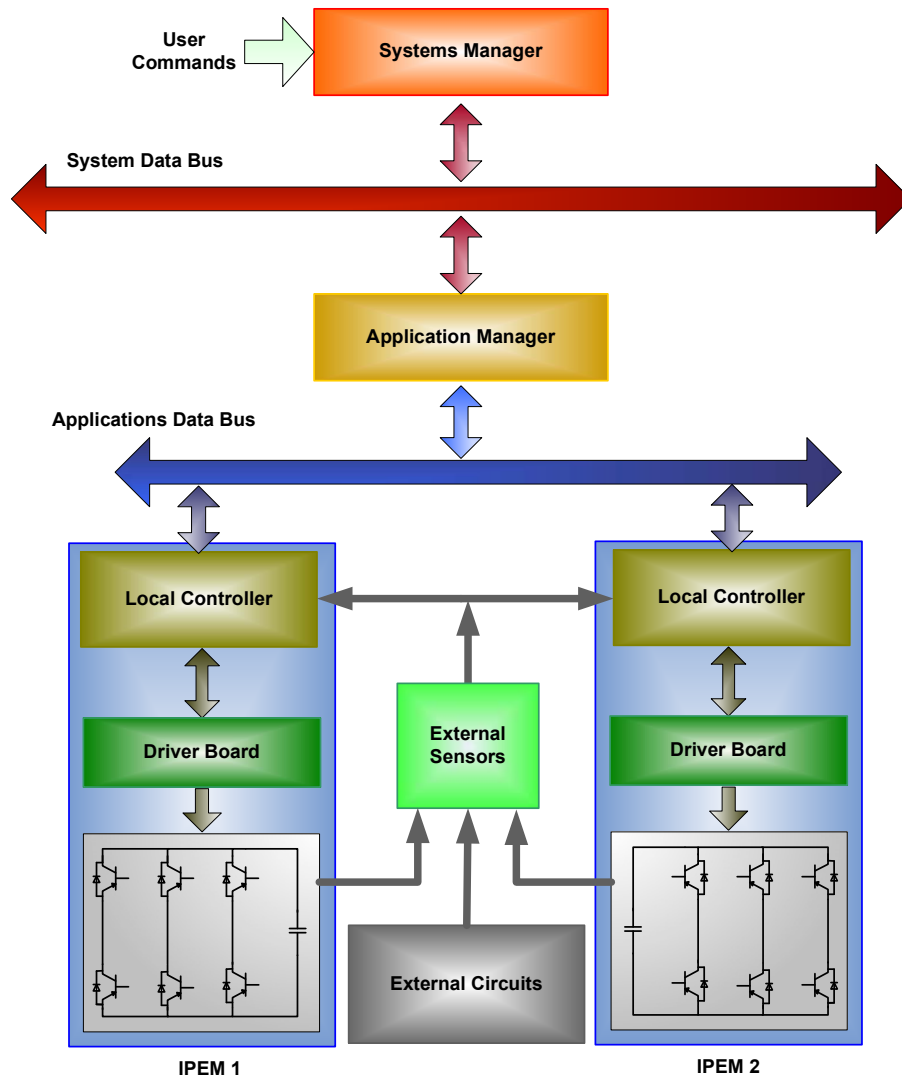 User
Commands
Systems Manager
System Data Bus
Application Manager
Applications Data Bus
Local Controller
Local Controller
External
Sensors
Driver Board
Driver Board
External Circuits
IPEM 1
IPEM 2